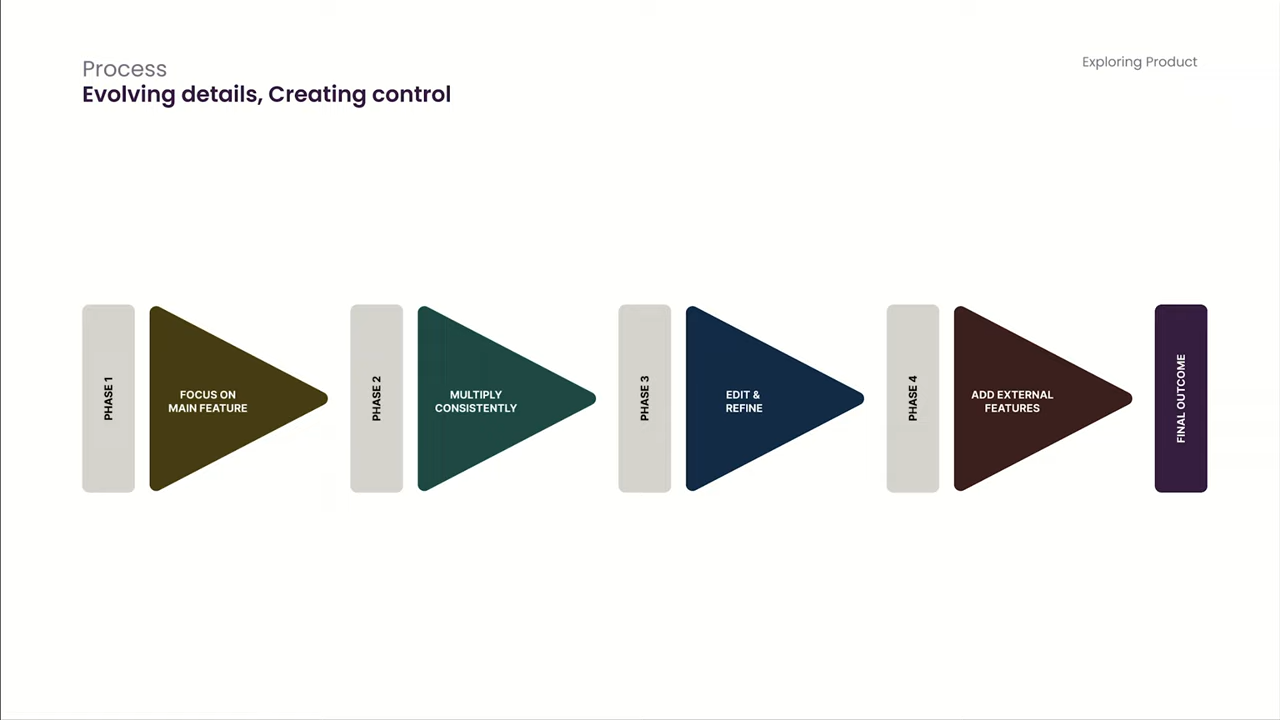 Process
Evolving details, Creating control
Exploring Product
PHASE 1
FOCUS ON
MAIN FEATURE
PHASE 2
MULTIPLY
CONSISTENTLY
PHASE 3
EDIT &
REFINE
PHASE 4
ADD EXTERNAL
FEATURES
FINAL OUTCOME